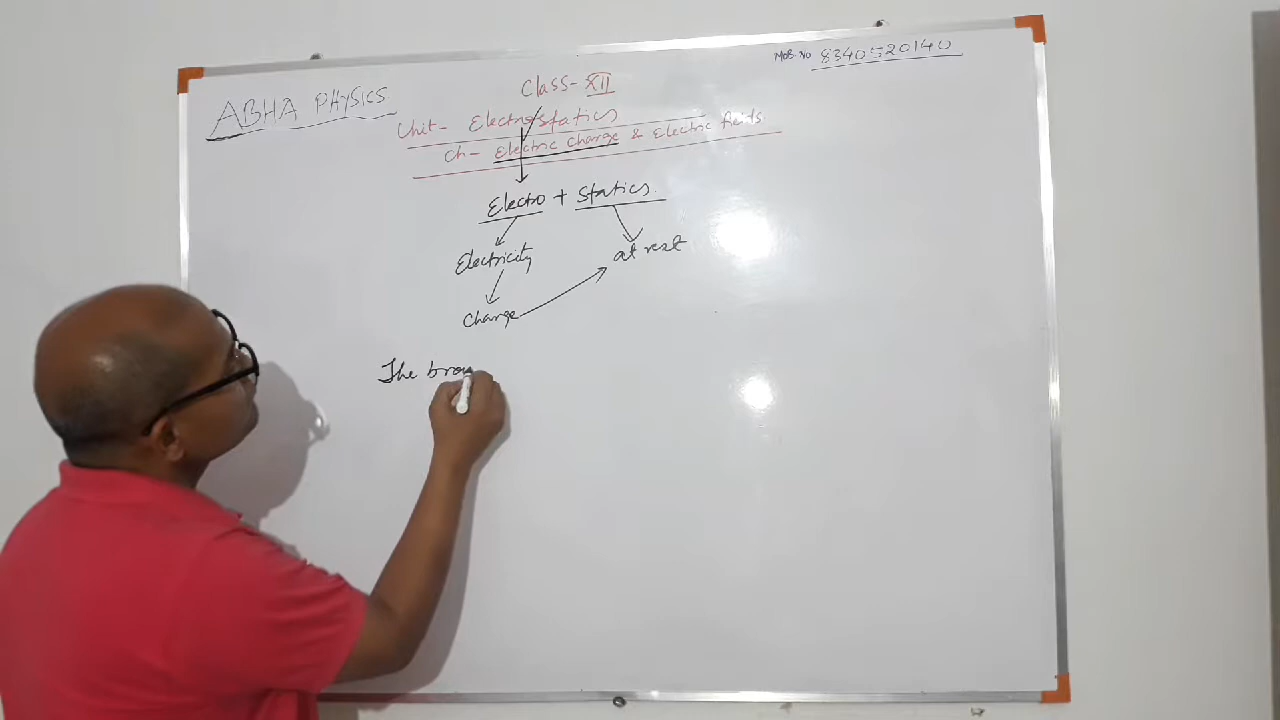 MOB. NO 8340520140
ABHA PHYSICS
Class- XII
Unit- Electrostatics
Ch- Electric Charge & Electric fields
Electro + Statics.
Electricity
at rest
Charge
The bra